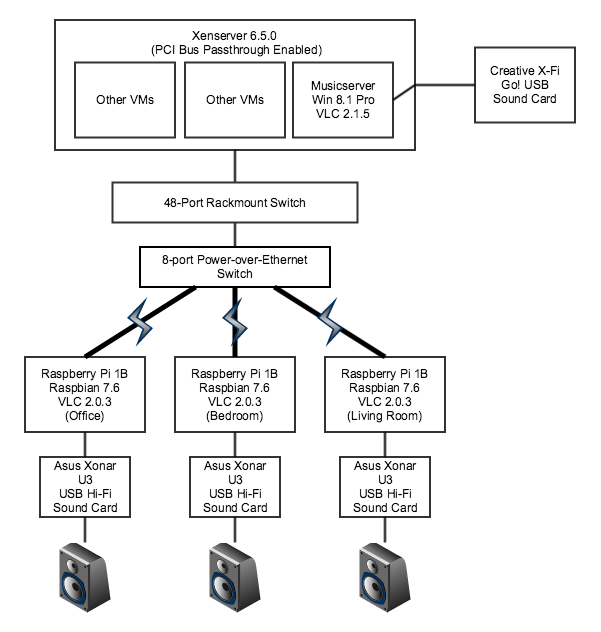 Xenserver 6.5.0
(PCI Bus Passthrough Enabled)
Other VMs
Other VMs
Musicserver
Win 8.1 Pro
VLC 2.1.5
Creative X-Fi
Go! USB
Sound Card
48-Port Rackmount Switch
8-port Power-over-Ethernet
Switch
Raspberry Pi 1B
Raspbian 7.6
VLC 2.0.3
(Office)
Raspberry Pi 1B
Raspbian 7.6
VLC 2.0.3
(Bedroom)
Raspberry Pi 1B
Raspbian 7.6
VLC 2.0.3
(Living Room)
Asus Xonar
U3
USB Hi-Fi
Sound Card
Asus Xonar
U3
USB Hi-Fi
Sound Card
Asus Xonar
U3
USB Hi-Fi
Sound Card